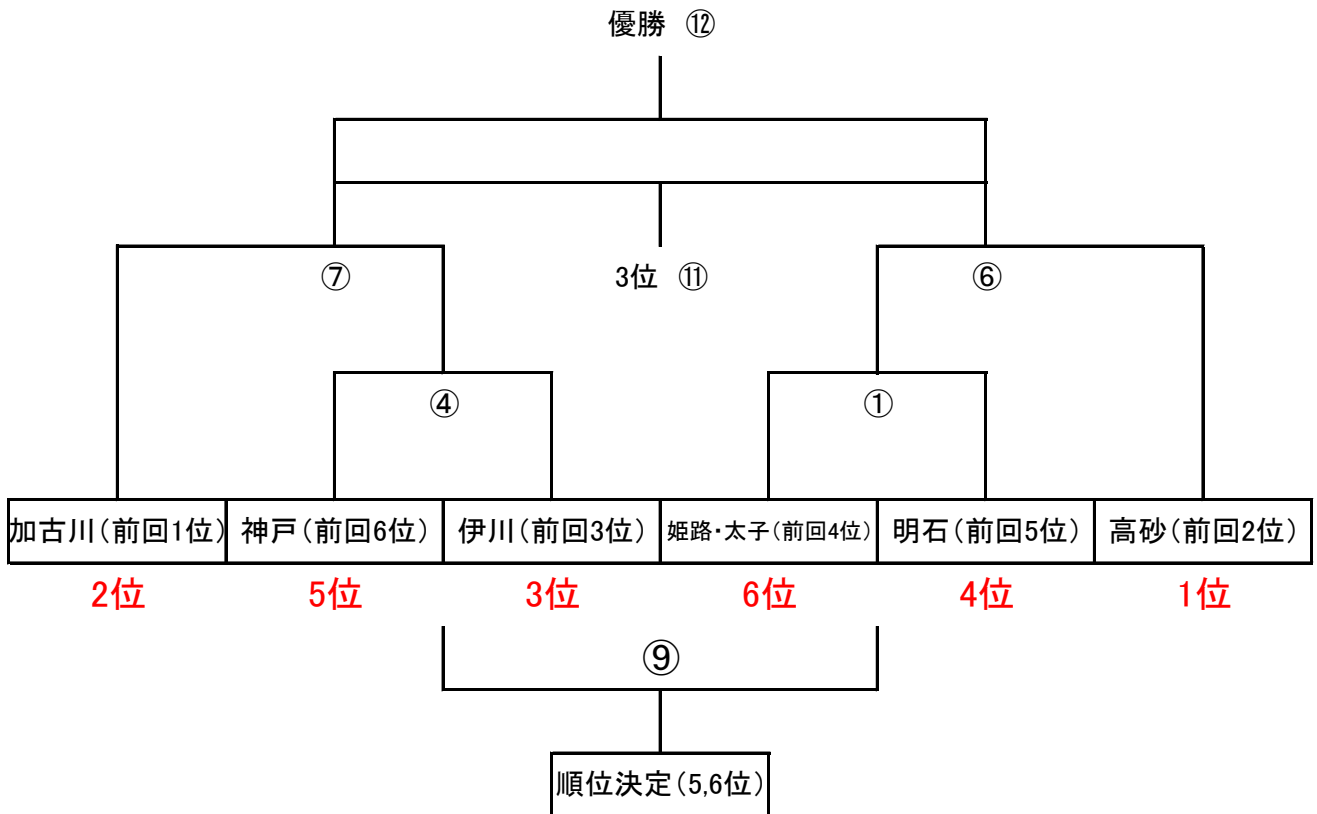 優勝 ⑫
⑦
3位 ⑪
⑥
④
①
加古川(前回1位) 神戸(前回6位) 伊川(前回3位) 姫路・太子(前回4位) 明石(前回5位) 高砂(前回2位)
2位 5位 3位 6位 4位 1位
⑨
順位決定(5,6位)